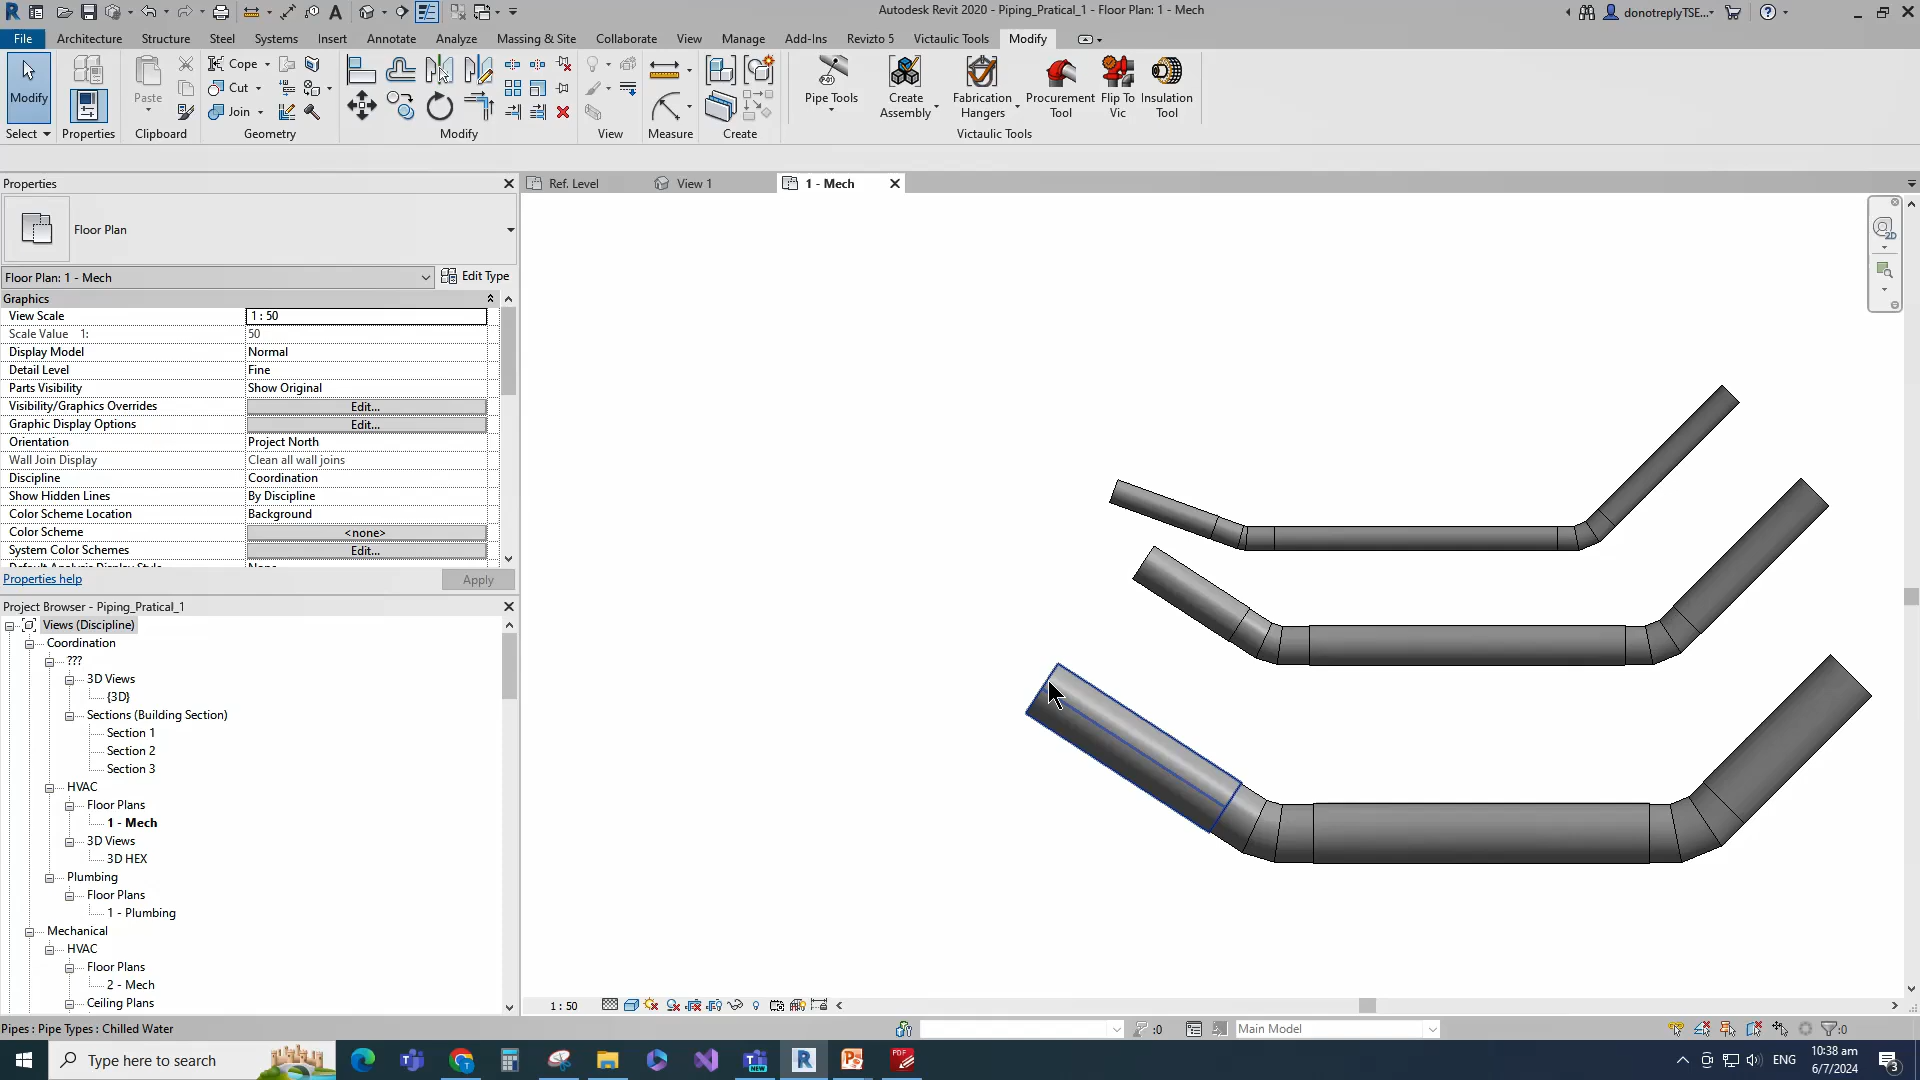 Autodesk Revit 2020 - Piping_Pratical_1 - Floor Plan: 1 - Mech
donotreplyTSE...
File Architecture Structure Steel Systems Insert Annotate Analyze Massing & Site Collaborate View Manage Add-Ins Revizto 5 Victaulic Tools Modify
Modify
Paste
Cope
Cut
Join
Pipe Tools
Create Assembly
Fabrication Hangers
Procurement Tool
Flip To Vic
Insulation Tool
Select Properties Clipboard Geometry Modify View Measure Create Victaulic Tools
Properties
Ref. Level
View 1
1 - Mech
Floor Plan
2D
Floor Plan: 1 - Mech
Edit Type
Graphics
View Scale 1 : 50
Scale Value 1: 50
Display Model Normal
Detail Level Fine
Parts Visibility Show Original
Visibility/Graphics Overrides Edit...
Graphic Display Options Edit...
Orientation Project North
Wall Join Display Clean all wall joins
Discipline Coordination
Show Hidden Lines By Discipline
Color Scheme Location Background
Color Scheme <none>
System Color Schemes Edit...
Default Analysis Display Style None
Properties help Apply
Project Browser - Piping_Pratical_1
Views (Discipline)
Coordination
???
3D Views
{3D}
Sections (Building Section)
Section 1
Section 2
Section 3
HVAC
Floor Plans
1 - Mech
3D Views
3D HEX
Plumbing
Floor Plans
1 - Plumbing
Mechanical
HVAC
Floor Plans
2 - Mech
Ceiling Plans
1 : 50
Pipes : Pipe Types : Chilled Water
:0
Main Model
:0
Type here to search
NEW
PDF
ENG
10:38 am
6/7/2024
3